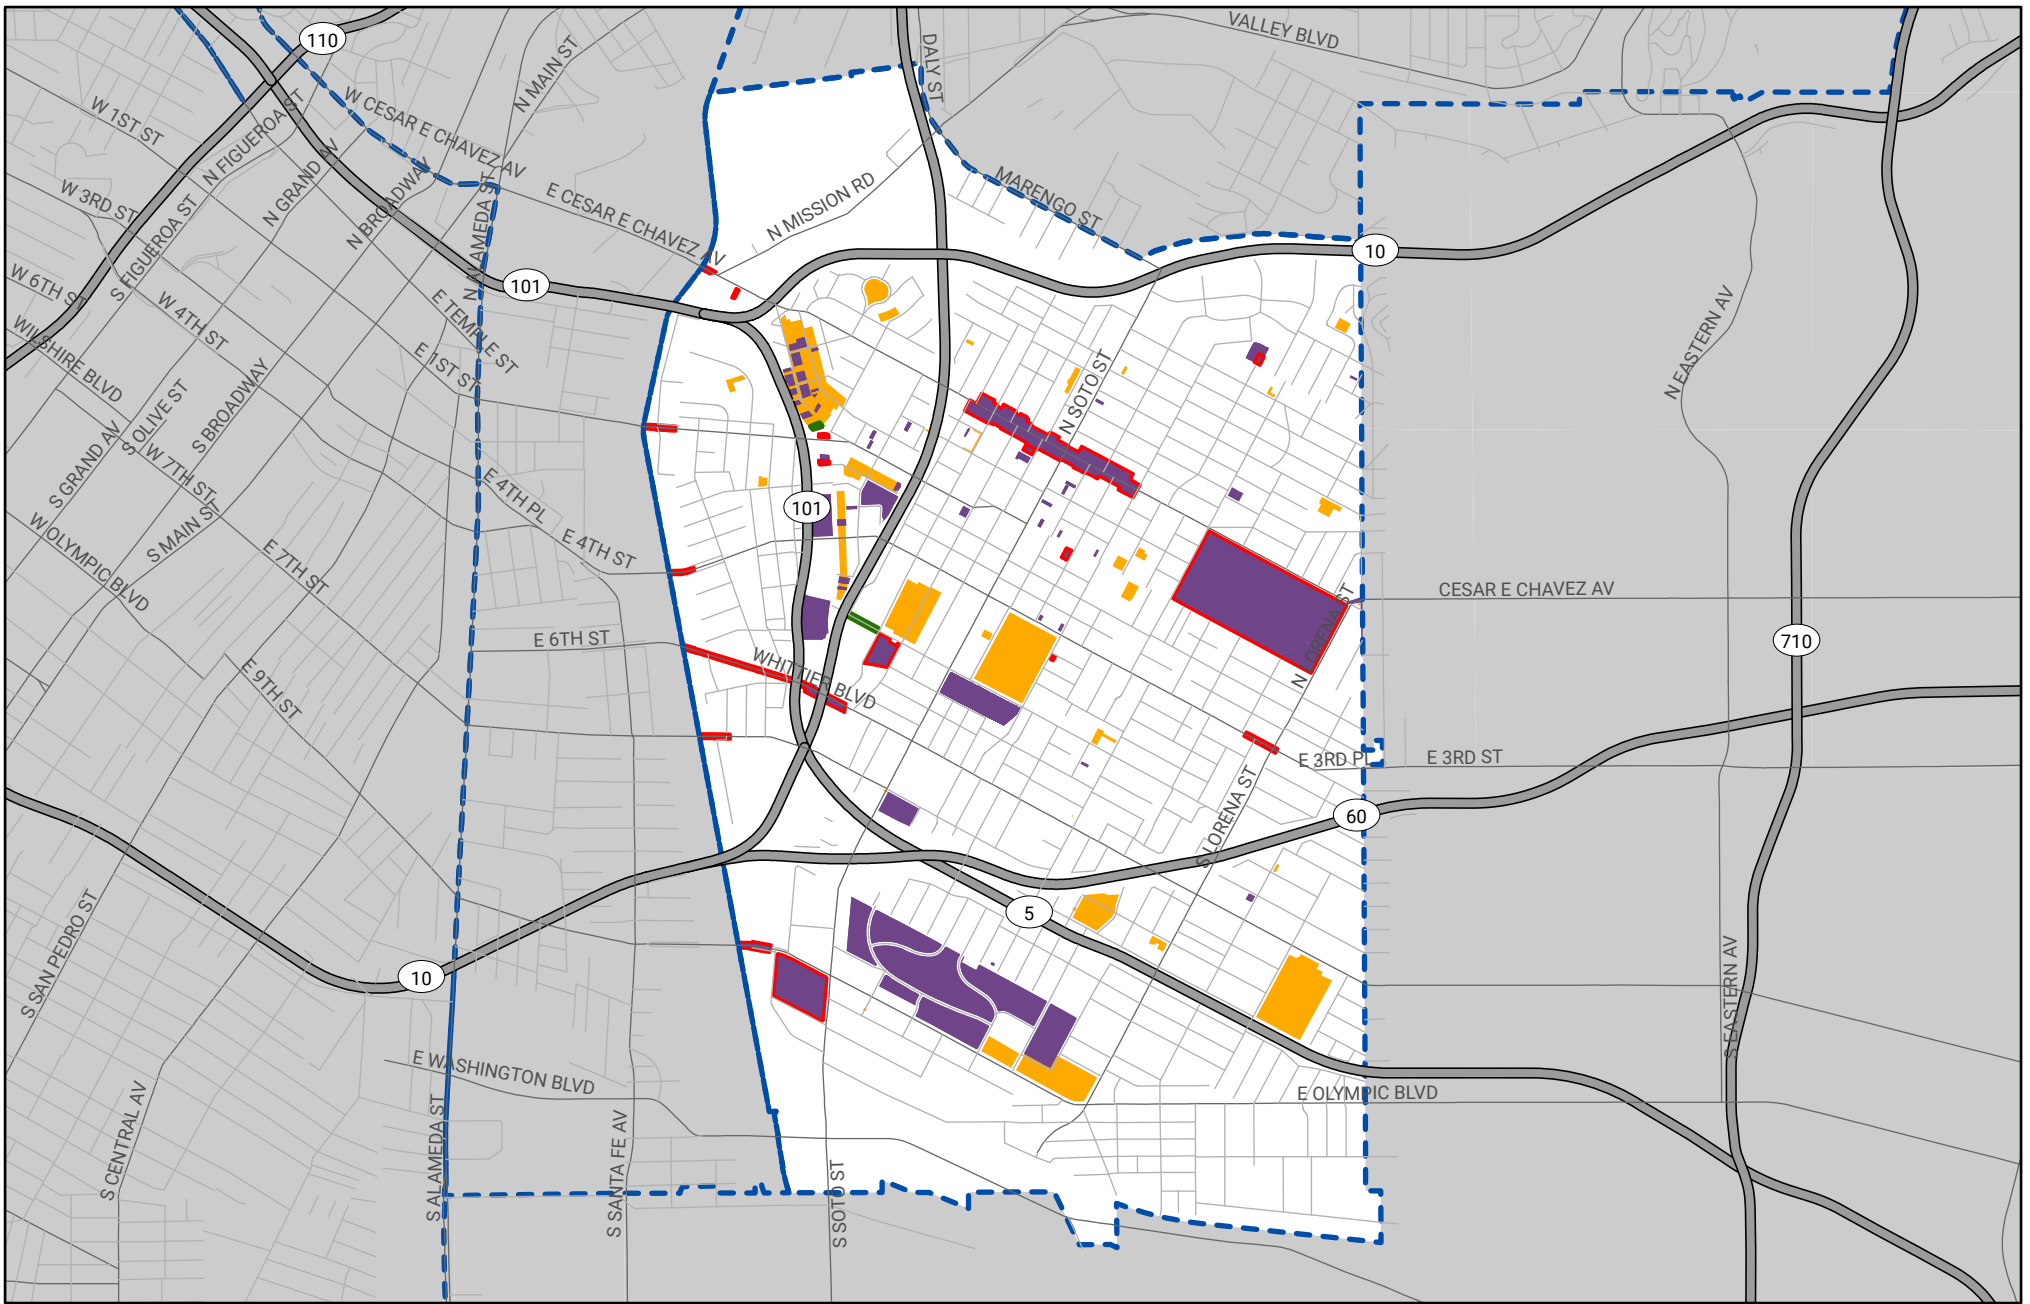 110
VALLEY BLVD
DALY ST
N MAIN ST
W CESAR E CHAVEZ AV
W 1ST ST
N FIGUEROA ST
N GRAND AV
N BROADWAY
W 3RD ST
S FIGUEROA ST
N ALAMEDA ST
E CESAR E CHAVEZ AV
N MISSION RD
MARENGO ST
10
101
W 6TH ST
W 4TH ST
E TEMPLE ST
E 1ST ST
WILSHIRE BLVD
N EASTERN AV
N SOTO ST
S OLIVE ST
S BROADWAY
S GRAND AV
W 7TH ST
E 4TH PL
101
S MAIN ST
E 4TH ST
W OLYMPIC BLVD
E 7TH ST
CESAR E CHAVEZ AV
N LORENA ST
E 6TH ST
710
WHITTIER BLVD
E 9TH ST
E 3RD PL
E 3RD ST
S LORENA ST
60
5
S SAN PEDRO ST
10
S EASTERN AV
E WASHINGTON BLVD
E OLYMPIC BLVD
S CENTRAL AV
S ALAMEDA ST
S SANTA FE AV
S SOTO ST